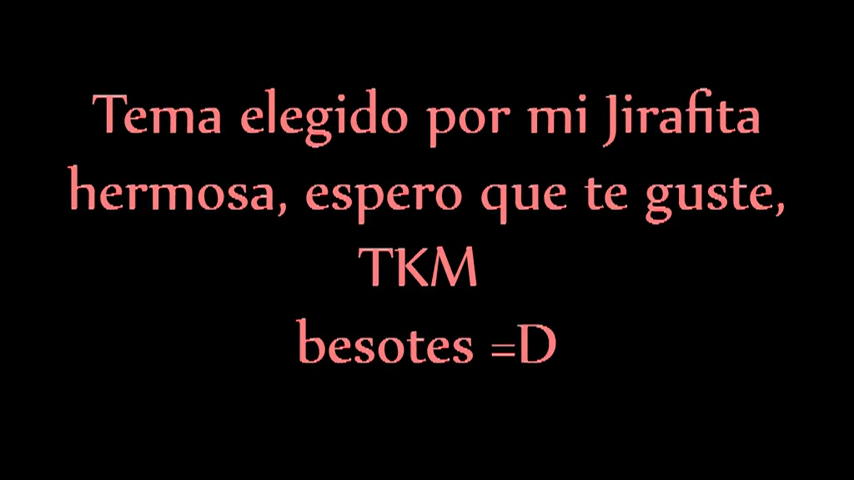 Tema elegido por mi Jirafita
hermosa, espero que te guste,
TKM
besotes =D